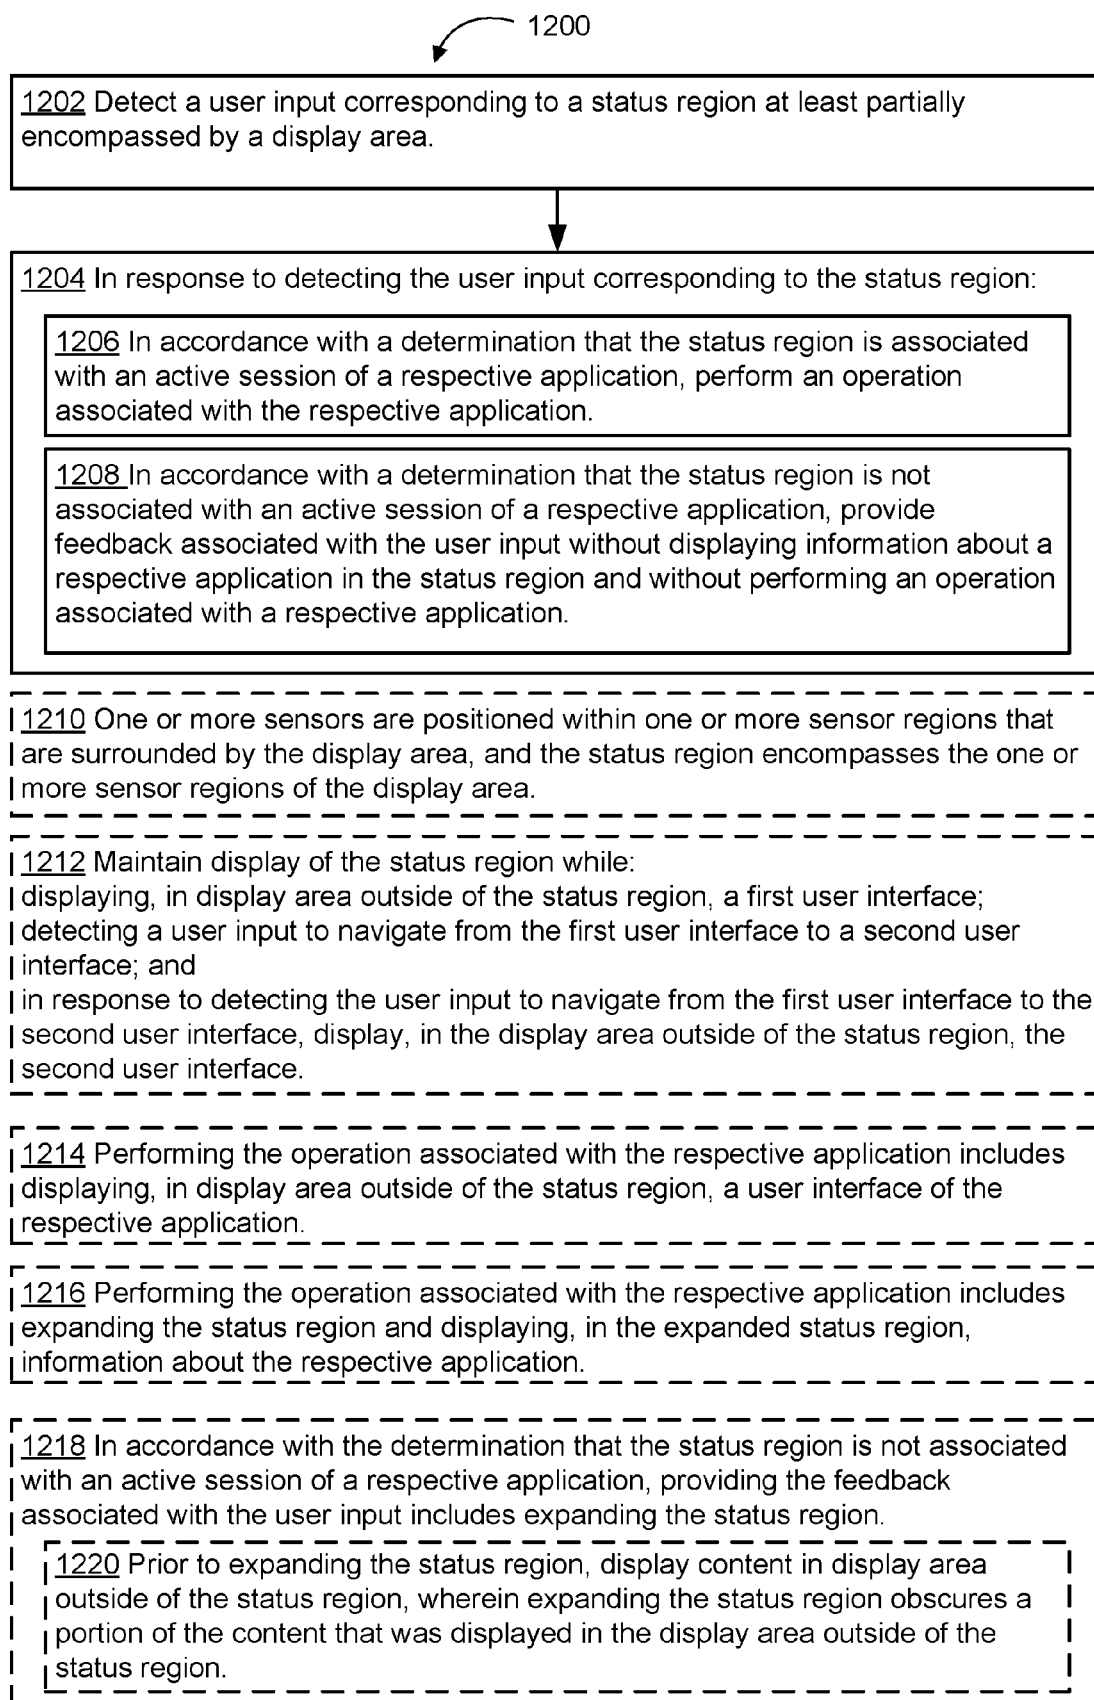 1200
1202 Detect a user input corresponding to a status region at least partially
encompassed by a display area.
1204 In response to detecting the user input corresponding to the status region:
1206 In accordance with a determination that the status region is associated
with an active session of a respective application, perform an operation
associated with the respective application.
1208 In accordance with a determination that the status region is not
associated with an active session of a respective application, provide
feedback associated with the user input without displaying information about a
respective application in the status region and without performing an operation
associated with a respective application.
1210 One or more sensors are positioned within one or more sensor regions that
are surrounded by the display area, and the status region encompasses the one or
more sensor regions of the display area.
1212 Maintain display of the status region while:
displaying, in display area outside of the status region, a first user interface;
detecting a user input to navigate from the first user interface to a second user
interface; and
in response to detecting the user input to navigate from the first user interface to the
second user interface, display, in the display area outside of the status region, the
second user interface.
1214 Performing the operation associated with the respective application includes
displaying, in display area outside of the status region, a user interface of the
respective application.
1216 Performing the operation associated with the respective application includes
expanding the status region and displaying, in the expanded status region,
information about the respective application.
1218 In accordance with the determination that the status region is not associated
with an active session of a respective application, providing the feedback
associated with the user input includes expanding the status region.
1220 Prior to expanding the status region, display content in display area
outside of the status region, wherein expanding the status region obscures a
portion of the content that was displayed in the display area outside of the
status region.